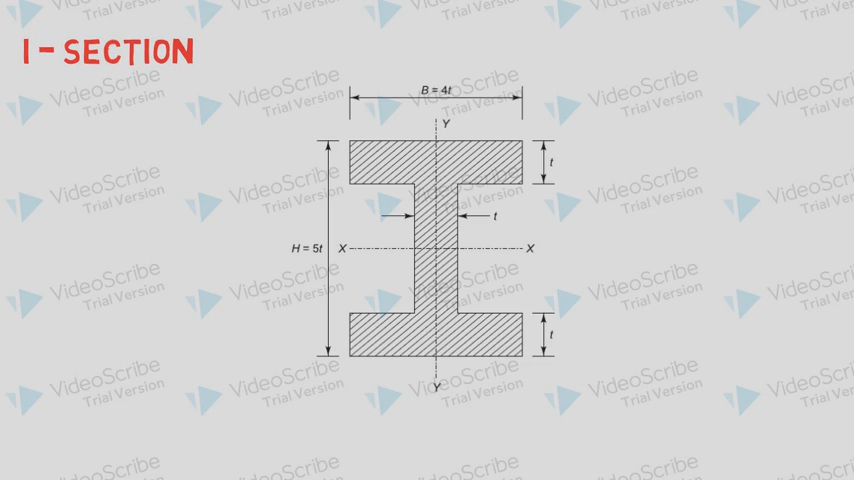 I - SECTION
B = 4t
Y
t
t
H = 5t
X
X
t
Y
VideoScribe
Trial Version